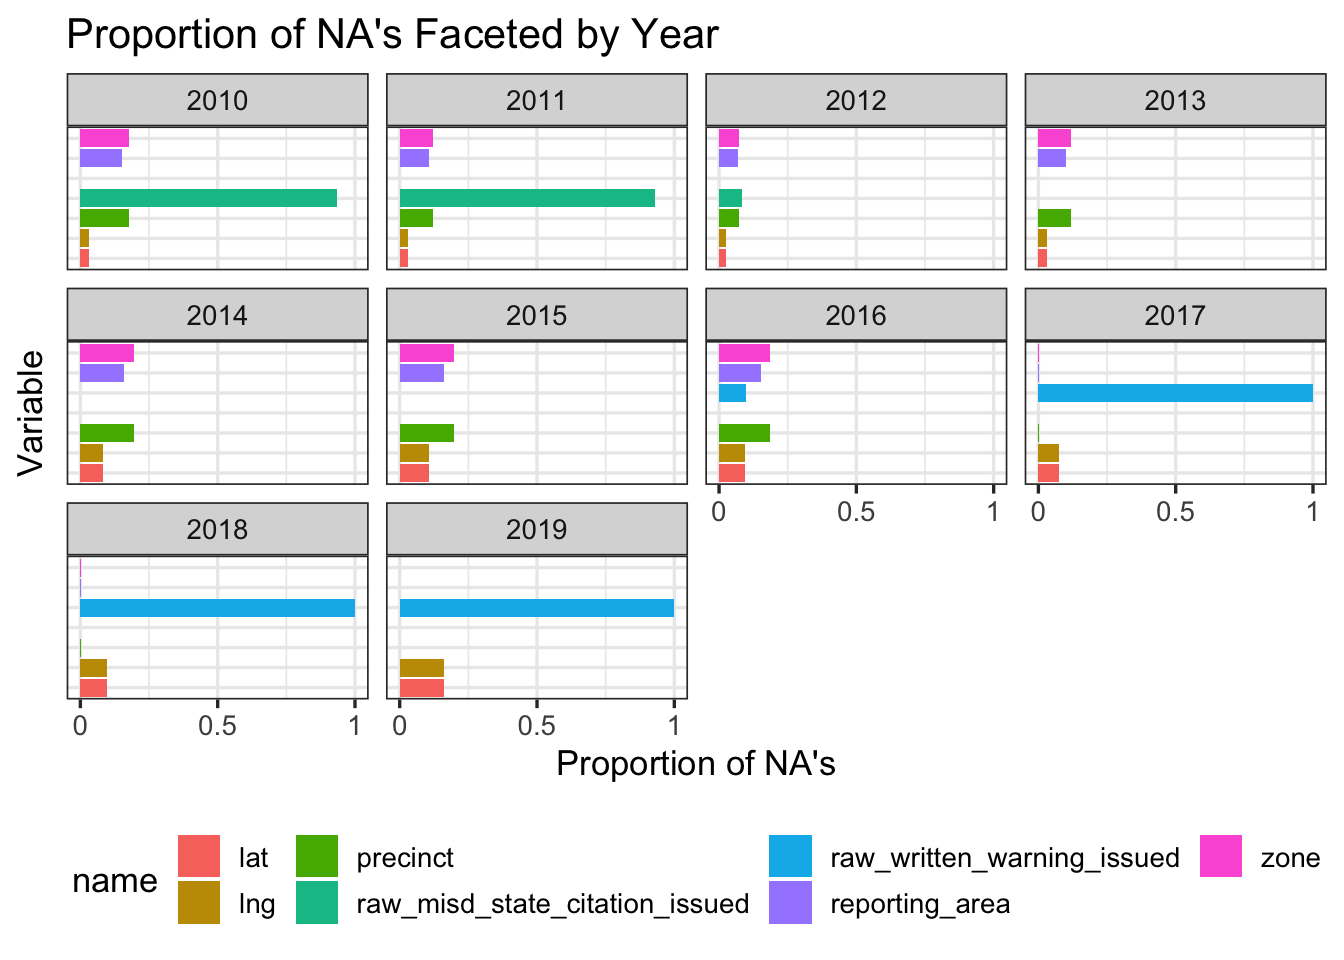 Proportion of NA's Faceted by Year
2010 2011 2012 2013
2014 2015 2016 2017
0 0.5 1 0 0.5 1
2018 2019
0 0.5 1 0 0.5 1
Variable
Proportion of NA's
name
lat precinct raw_written_warning_issued zone
lng raw_misd_state_citation_issued reporting_area